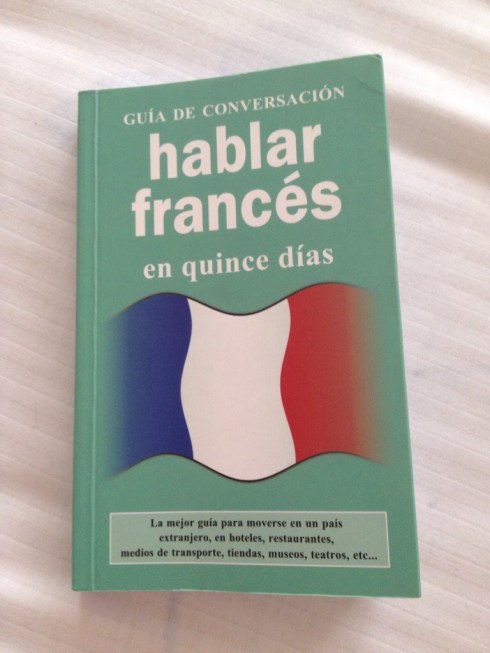 GUÍA DE CONVERSACIÓN
hablar
francés
en quince días
La mejor guía para moverse en un país
extranjero, en hoteles, restaurantes,
medios de transporte, tiendas, museos, teatros, etc...